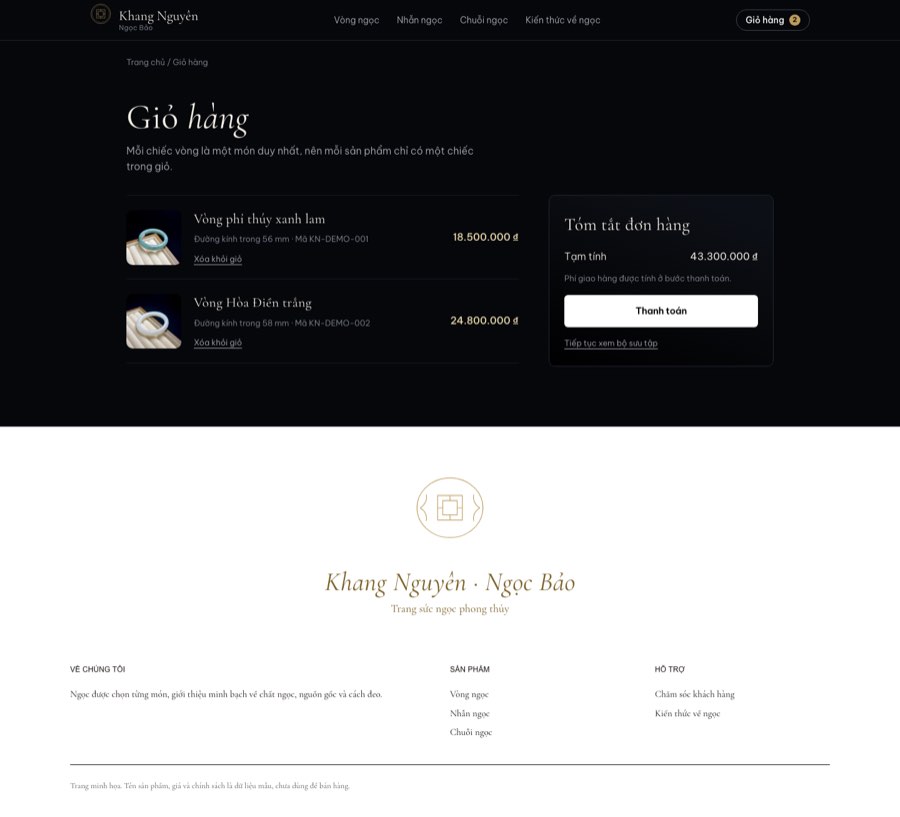 Khang Nguyên
Ngọc Bảo
Vòng ngọc
Nhẫn ngọc
Chuỗi ngọc
Kiến thức về ngọc
Giỏ hàng 2
Trang chủ / Giỏ hàng
Giỏ hàng
Mỗi chiếc vòng là một món duy nhất, nên mỗi sản phẩm chỉ có một chiếc
trong giỏ.
Vòng phỉ thúy xanh lam
Đường kính trong 56 mm · Mã KN-DEMO-001
Xóa khỏi giỏ
18.500.000 ₫
Vòng Hòa Điền trắng
Đường kính trong 58 mm · Mã KN-DEMO-002
Xóa khỏi giỏ
24.800.000 ₫
Tóm tắt đơn hàng
Tạm tính 43.300.000 ₫
Phí giao hàng được tính ở bước thanh toán.
Thanh toán
Tiếp tục xem bộ sưu tập
Khang Nguyên · Ngọc Bảo
Trang sức ngọc phong thủy
VỀ CHÚNG TÔI
Ngọc được chọn từng món, giới thiệu minh bạch về chất ngọc, nguồn gốc và cách đeo.
SẢN PHẨM
Vòng ngọc
Nhẫn ngọc
Chuỗi ngọc
HỖ TRỢ
Chăm sóc khách hàng
Kiến thức về ngọc
Trang minh họa. Tên sản phẩm, giá và chính sách là dữ liệu mẫu, chưa dùng để bán hàng.